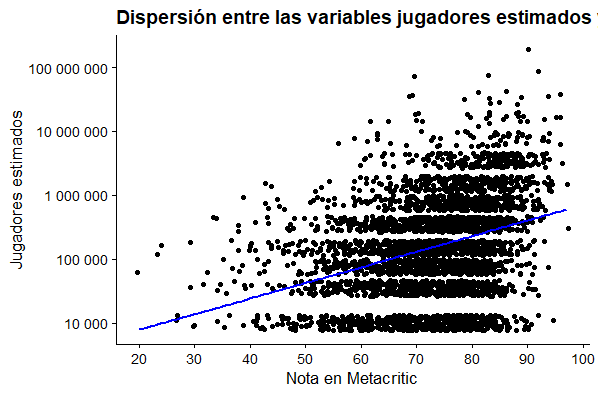 Dispersión entre las variables jugadores estimados
100 000 000
10 000 000
1 000 000
100 000
10 000
Jugadores estimados
20 30 40 50 60 70 80 90 100
Nota en Metacritic